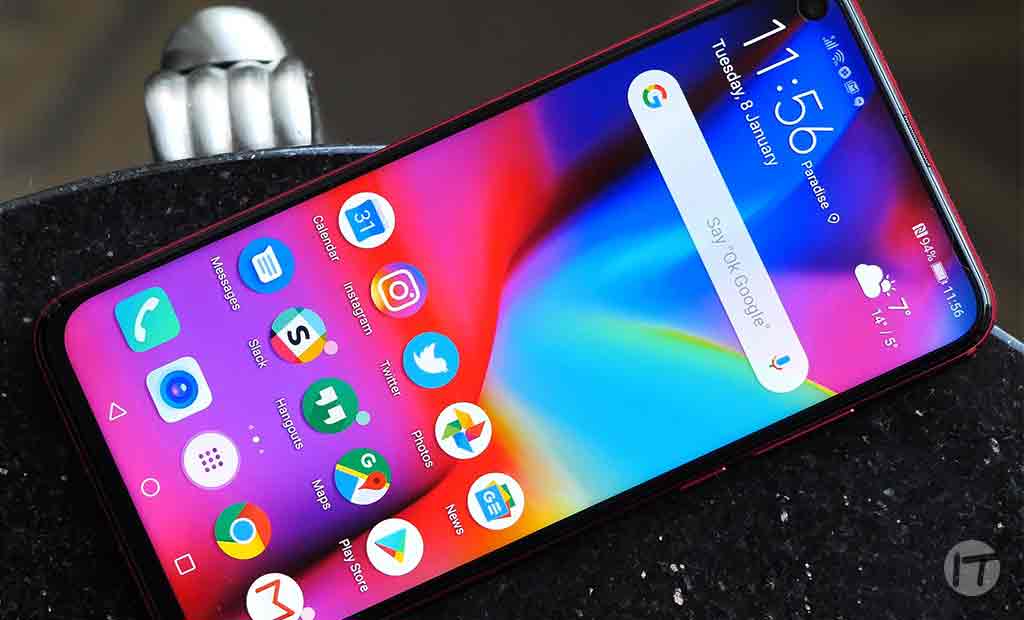 94% 11:56
11:56
Tuesday, 8 January
Paradise
7°
14° / 5°
G
Say "Ok Google"
31
Calendar
Instagram
Twitter
Photos
G
News
Messages
S
Slack
Hangouts
G
Maps
Play Store
M
IT